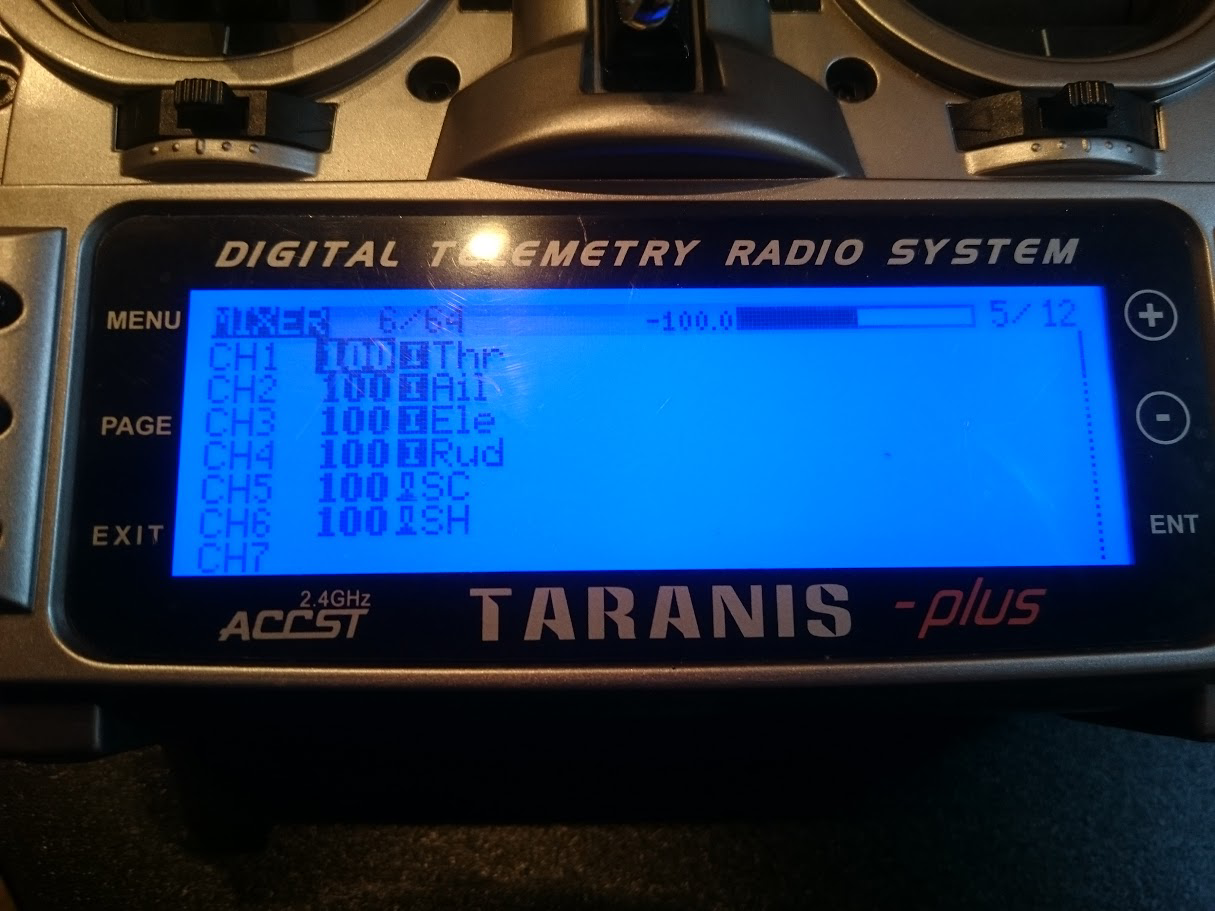 DIGITAL TELEMETRY RADIO SYSTEM
MENU
PAGE
EXIT
MIXER 6/64 -100.0 5/12
CH1 100 I Thr
CH2 100 I Ail
CH3 100 I Ele
CH4 100 I Rud
CH5 100 SC
CH6 100 SH
CH7
+
-
ENT
2.4GHz
ACCST
TARANIS -plus